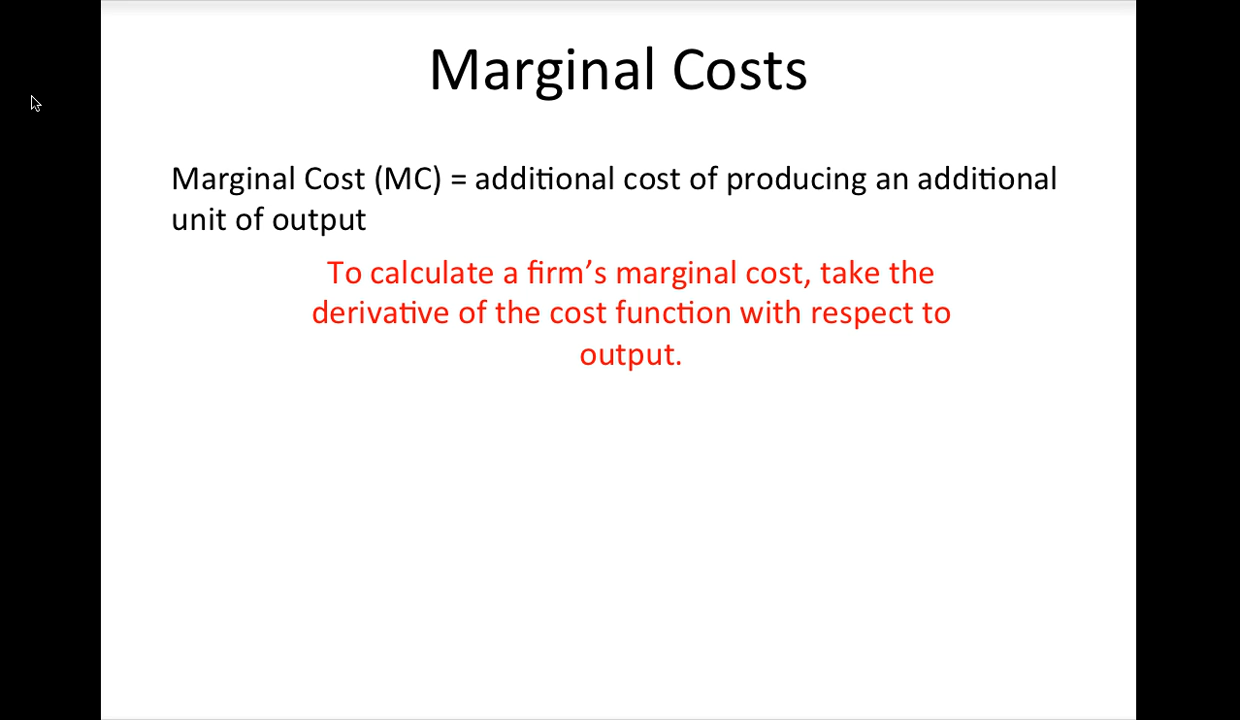 Marginal Costs
Marginal Cost (MC) = additional cost of producing an additional
unit of output
To calculate a firm’s marginal cost, take the
derivative of the cost function with respect to
output.